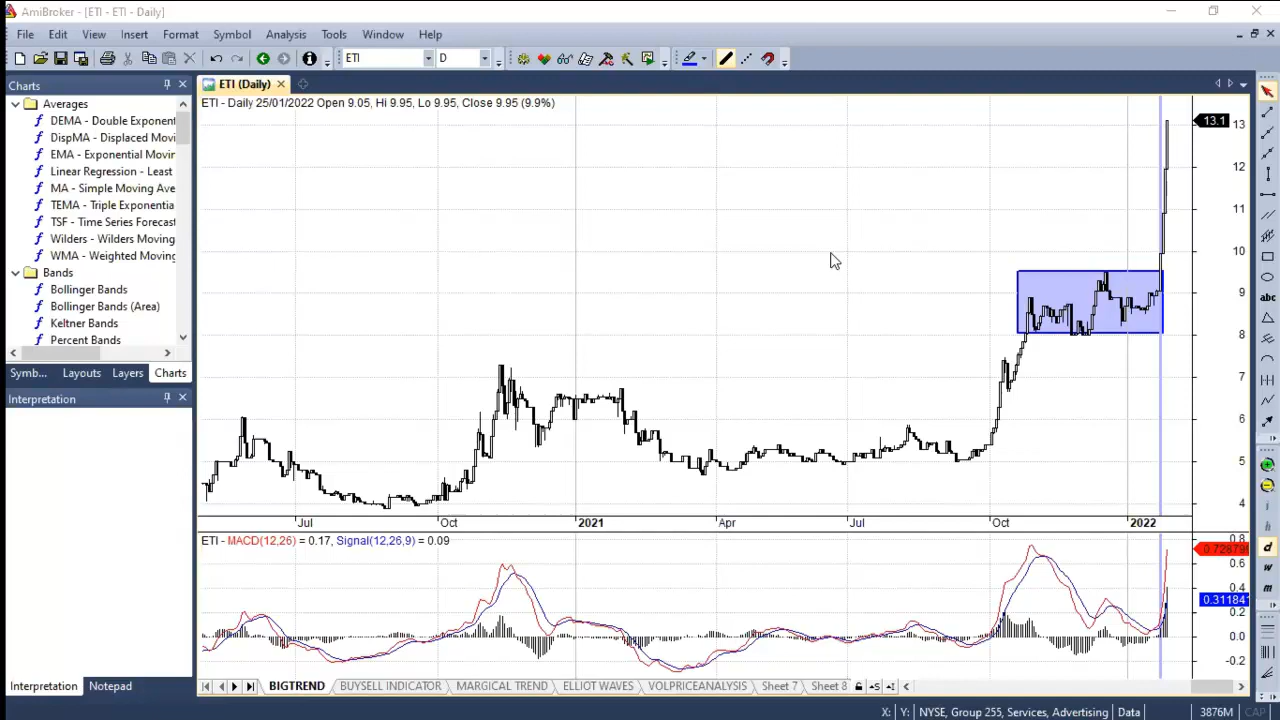 AmiBroker - [ETI - ETI - Daily]
File Edit View Insert Format Symbol Analysis Tools Window Help
ETI D
Charts
ETI (Daily)
Averages
DEMA - Double Exponent
DispMA - Displaced Movi
EMA - Exponential Movin
Linear Regression - Least
MA - Simple Moving Ave
TEMA - Triple Exponentia
TSF - Time Series Forecast
Wilders - Wilders Moving
WMA - Weighted Moving
Bands
Bollinger Bands
Bollinger Bands (Area)
Keltner Bands
Percent Bands
Symb... Layouts Layers Charts
Interpretation
Interpretation Notepad
ETI - Daily 25/01/2022 Open 9.05, Hi 9.95, Lo 9.95, Close 9.95 (9.9%)
13.1
13
12
11
10
9
8
7
6
5
4
Jul Oct 2021 Apr Jul Oct 2022
ETI - MACD(12,26) = 0.17, Signal(12,26,9) = 0.09
0.8
0.72879
0.6
0.4
0.311841
0.2
0.0
-0.2
BIGTREND BUYSELL INDICATOR MARGICAL TREND ELLIOT WAVES VOLPRICEANALYSIS Sheet 7 Sheet 8
abc
d
w
m
X: Y: NYSE, Group 255, Services, Advertising Data 3876M CAP